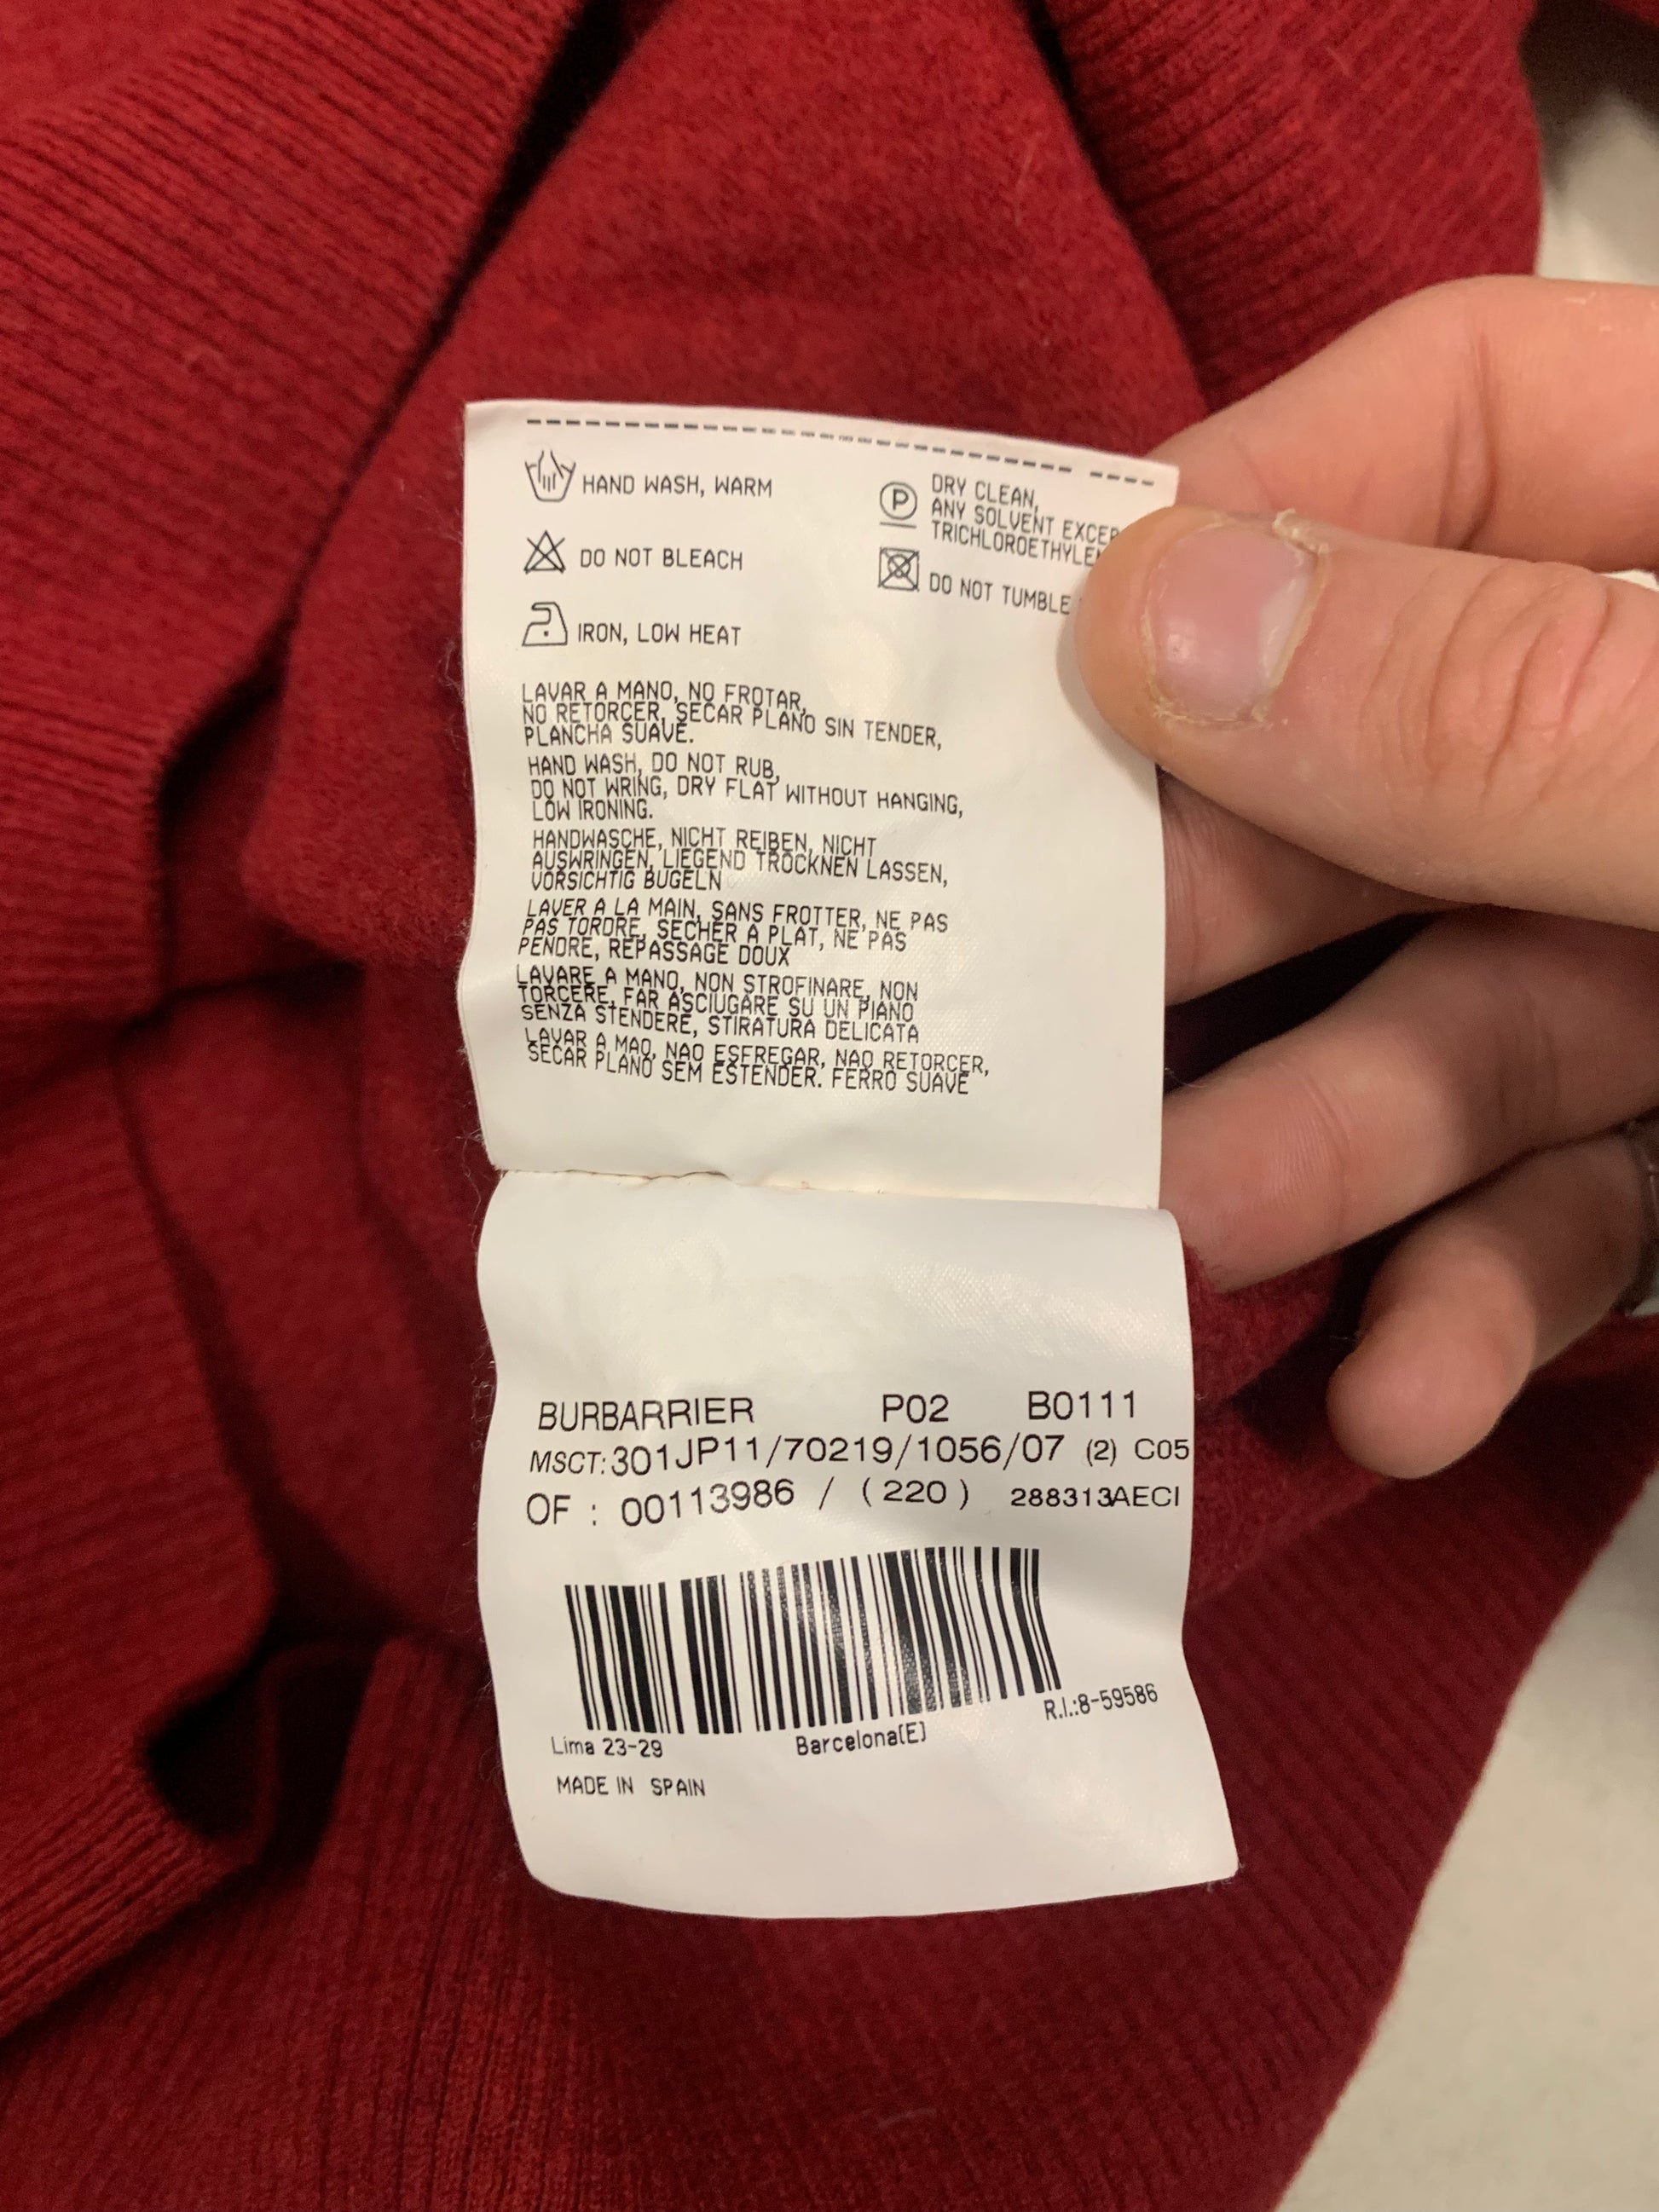 HAND WASH, WARM
DO NOT BLEACH
IRON, LOW HEAT
P
DRY CLEAN,
ANY SOLVENT EXCEP
TRICHLOROETHYLEN
DO NOT TUMBLE
LAVAR A MANO, NO FROTAR,
NO RETORCER, SECAR PLANO SIN TENDER,
PLANCHA SUAVE.
HAND WASH, DO NOT RUB,
DO NOT WRING, DRY FLAT WITHOUT HANGING,
LOW IRONING.
HANDWASCHE, NICHT REIBEN, NICHT
AUSWRINGEN, LIEGEND TROCKNEN LASSEN,
VORSICHTIG BUGELN
LAVER A LA MAIN, SANS FROTTER, NE PAS
PAS TORDRE, SECHER A PLAT, NE PAS
PENDRE, REPASSAGE DOUX
LAVARE A MANO, NON STROFINARE, NON
TORCERE, FAR ASCIUGARE SU UN PIANO
SENZA STENDERE, STIRATURA DELICATA
LAVAR A MAO, NAO ESFREGAR, NAO RETORCER,
SECAR PLANO SEM ESTENDER. FERRO SUAVE
BURBARRIER P02 B0111
MSCT:301JP11/70219/1056/07 (2) C05
OF : 00113986 / (220) 288313AECI
R.I.:8-59586
Lima 23-29 Barcelona(E)
MADE IN SPAIN